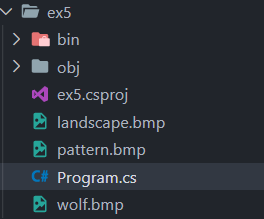 ex5
bin
obj
ex5.csproj
landscape.bmp
pattern.bmp
C# Program.cs
wolf.bmp